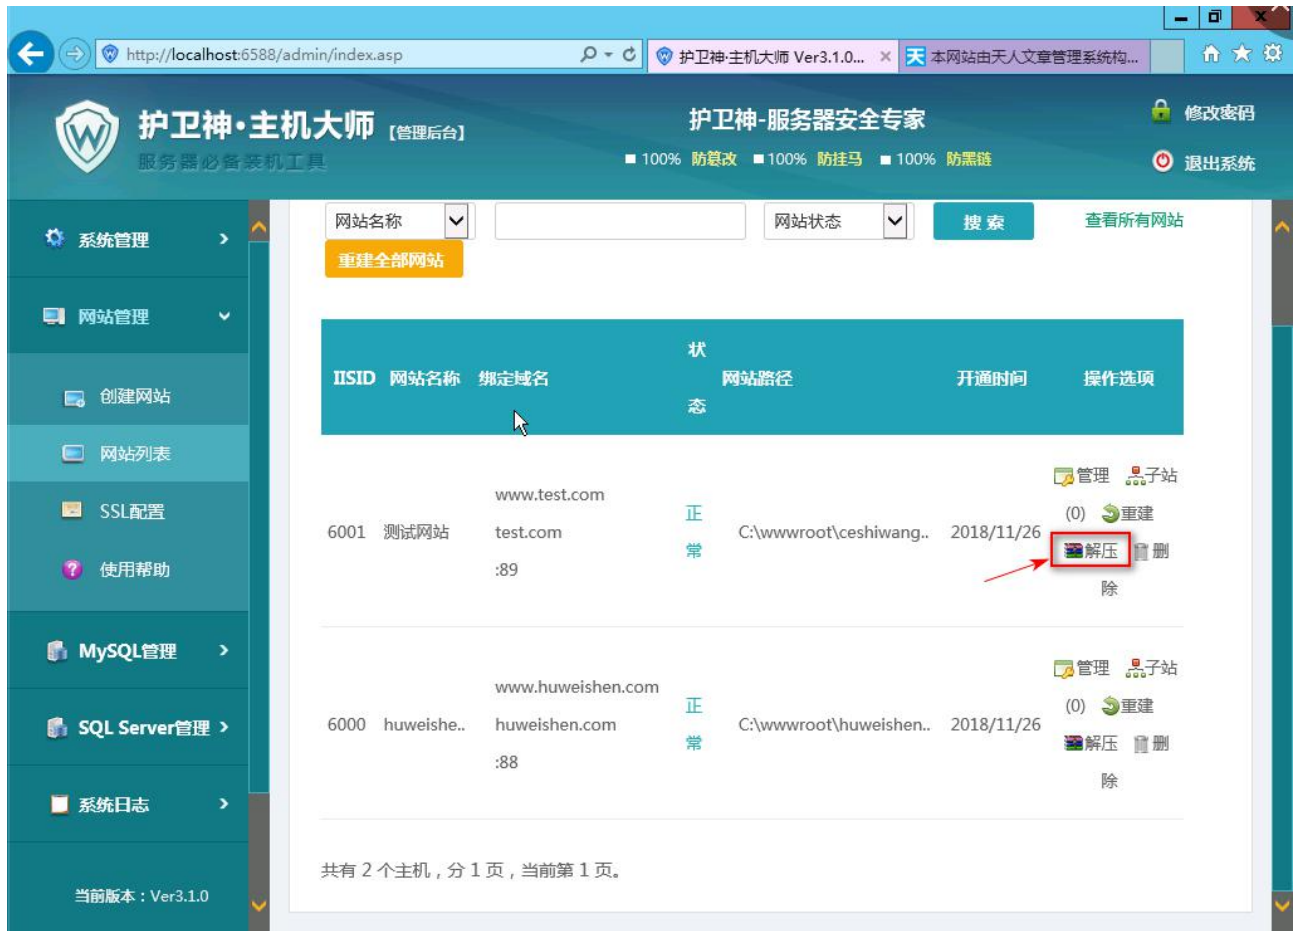 http://localhost:6588/admin/index.asp
护卫神·主机大师 Ver3.1.0...
本网站由天人文章管理系统构...
护卫神·主机大师 【管理后台】
服务器必备装机工具
护卫神-服务器安全专家
100% 防篡改 100% 防挂马 100% 防黑链
修改密码
退出系统
系统管理
网站管理
创建网站
网站列表
SSL配置
使用帮助
MySQL管理
SQL Server管理
系统日志
当前版本：Ver3.1.0
网站名称
网站状态
搜 索
查看所有网站
重建全部网站
IISID 网站名称 绑定域名 状态 网站路径 开通时间 操作选项
6001 测试网站
www.test.com
test.com
:89
正常
C:\wwwroot\ceshiwang..
2018/11/26
管理 子站
(0) 重建
解压 删
除
6000 huweishe..
www.huweishen.com
huweishen.com
:88
正常
C:\wwwroot\huweishen..
2018/11/26
管理 子站
(0) 重建
解压 删
除
共有 2 个主机，分 1 页，当前第 1 页。